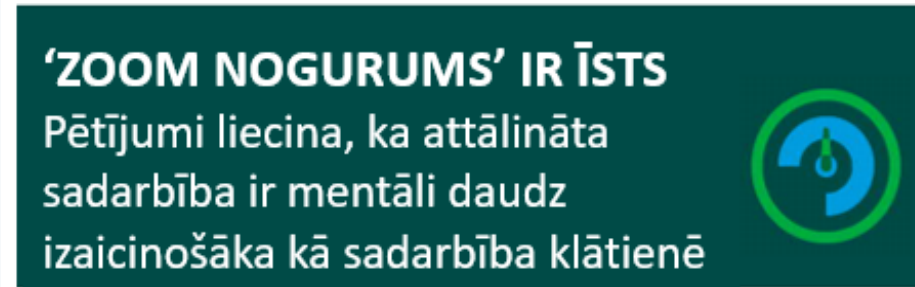 ‘ZOOM NOGURUMS’ IR ĪSTS
Pētījumi liecina, ka attālināta
sadarbība ir mentāli daudz
izaicinošāka kā sadarbība klātienē